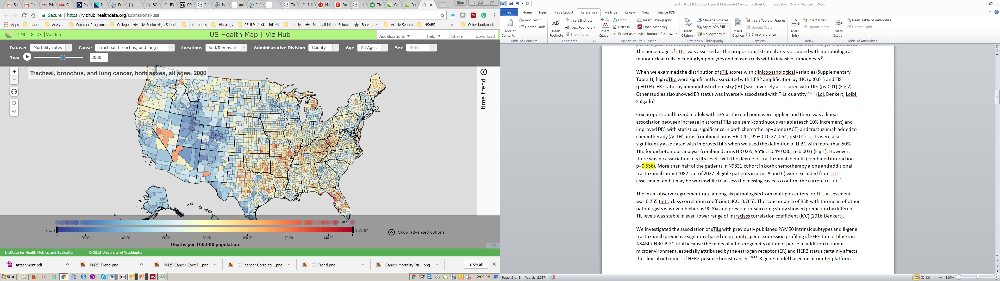 Sea
Inb
Prin
CSC Ca
Pre
Im
Prin
unt
BC
B3
CD
Is
Is
unt
Is
unt
Th
Init
Ma
Im
loib
JN The
Glo
Da
Rim
Secure | https://vizhub.healthdata.org/subnational/usa
Apps Laurie Acelynn Summer Programs College NA Senior High School informatics Histology IE에서 가져온 북마크 family Marshall Middle School Bookmarks Article Search NSABP » Other bookmarks
IHME | GHDx | Viz Hub
US Health Map | Viz Hub
Visualizations ▼ Help ▼ Share Download
Dataset Mortality rates Cause Tracheal, bronchus, and lung c... Locations Add/Remove× Administrative Division County Age All Ages Sex Both
Year 2000
+
−
Tracheal, bronchus, and lung cancer, both sexes, all ages, 2000
time trend
6.30
151.94
20.00 40.00 60.00 80.00 100.00 120.00 140.00
Deaths per 100,000 population
Show advanced options
Leaflet
Institute for Health Metrics and Evaluation © 2018 University of Washington
attachment.pdf PM25 Trend.png PM25 Cancer Correl....png O3_cancer Correlati....png O3 Trend.png Cancer Mortality Ra....png Show all
Start
2:09 PM
2018 JNCI B31 sTILs Clinical Outcome Manuscript Brief Communication_Rim - Microsoft Word
File Home Insert Page Layout References Mailings Review View Nuance PDF
Table of Contents
Add Text
Update Table
Table of Contents
AB¹
Insert Footnote
Insert Endnote
Next Footnote
Show Notes
Footnotes
Insert Citation
Undo
Refresh
Export as
Insert Bibliography
Open Mendeley
Style: Journal of the N...
Mendeley Cite-O-Matic
Insert Citation
Manage Sources
Style: APA Fifth
Bibliography
Citations & Bibliography
Insert Caption
Insert Table of Figures
Update Table
Cross-reference
Captions
Mark Entry
Insert Index
Update Index
Index
Mark Citation
Insert Table of Authorities
Update Table
Table of Authorities
The percentage of sTILs was assessed as the proportional stromal areas occupied with morphological
mononuclear cells including lymphocytes and plasma cells within invasive tumor nests 5.
When we examined the distribution of sTIL scores with clinicopathological variables (Supplementary
Table 1), high sTILs were significantly associated with HER2 amplification by IHC (p<0.01) and FISH
(p=0.03). ER status by immunohistochemistry (IHC) was inversely associated with TILs (p<0.01) (Fig 2).
Other studies also showed ER status was inversely associated with TILs quantity 2,6–9 (Loi, Denkert, Loibl,
Salgado)
Cox proportional hazard models with DFS as the end point were applied and there was a linear
association between increase in stromal TILs as a semi-continuous variable (each 10% increment) and
improved DFS with statistical significance in both chemotherapy alone (ACT) and trastuzumab added to
chemotherapy (ACTH) arms (combined arms HR 0.42, 95% CI 0.27-0.64, p<0.01). sTILs were also
significantly associated with improved DFS when we used the definition of LPBC with more than 50%
TILs for dichotomous analysis (combined arms HR 0.65, 95% CI 0.49-0.86, p=0.003) (Fig 1). However,
there was no association of sTILs levels with the degree of trastuzumab benefit (combined interaction
p=0.556). More than half of the patients in N9831 cohort in both chemotherapy alone and additional
trastuzumab arms (1082 out of 2027 eligible patients in arms A and C) were excluded from sTILs
assessment and it may be worthwhile to assess the missing cases to confirm the current results4.
The inter-observer agreement rate among six pathologists from multiple centers for TILs assessment
was 0.765 (Intraclass correlation coefficient, ICC=0.765). The concordance of RSK with the mean of other
pathologists was even higher as 90.8% and previous in-silico ring study showed prediction by different
TIL levels was stable in even lower range of intraclass correlation coefficient (ICC) (2016 Denkert).
We investigated the association of sTILs with previously published PAM50 intrinsic subtypes and 8-gene
trastuzumab predictive signature based on nCounter gene expression profiling of FFPE tumor blocks in
NSABP/ NRG B-31 trial because the molecular heterogeneity of tumor per se in addition to tumor
microenvironment, especially attributed by the estrogen receptor (ER) and HER2 status certainly affects
the clinical outcomes of HER2-positive breast cancer 10,11. 8-gene model based on nCounter platform
Page: 2 of 8 Words: 2,587 110%